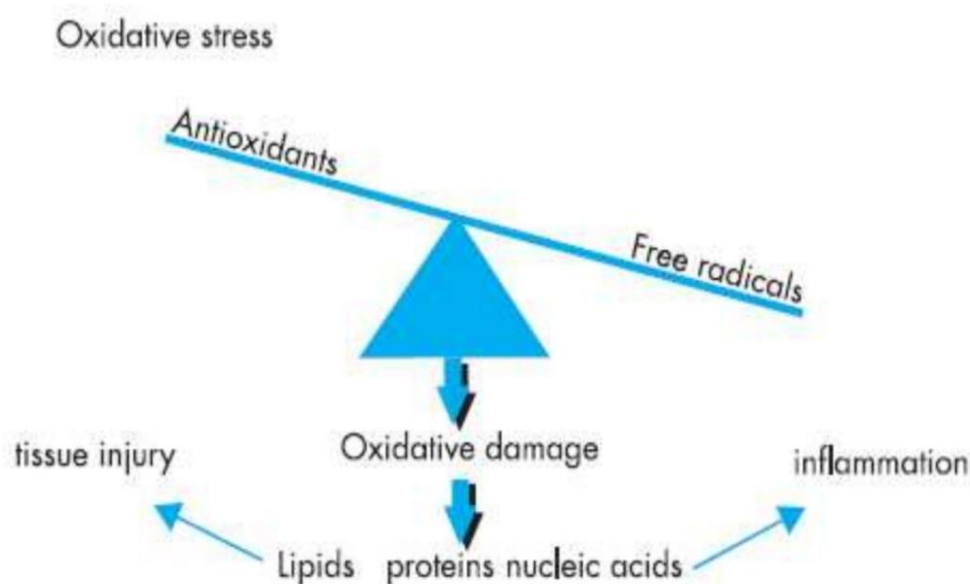 Oxidative stress
Antioxidants
Free radicals
Oxidative damage
tissue injury
inflammation
Lipids proteins nucleic acids